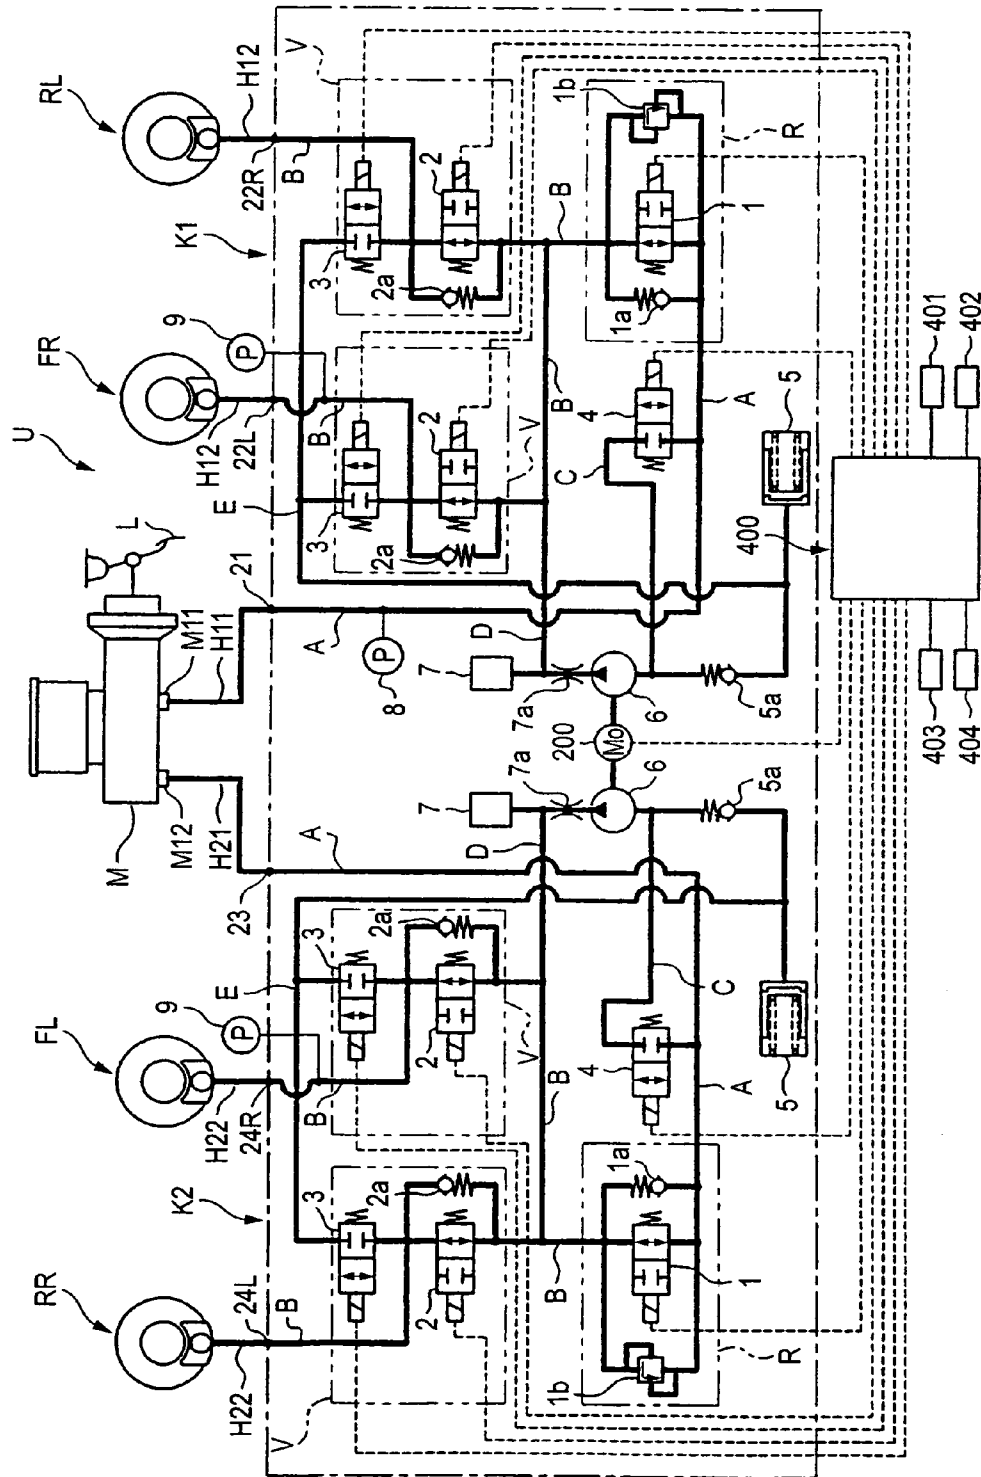 U
RR
FL
FR
RL
K2
K1
M
L
M12
M11
H21
H11
H22
24L
H22
24R
H12
22L
H12
22R
23
21
A
A
B
B
B
B
E
E
9
P
9
P
8
P
V
V
V
V
3
3
3
3
2
2
2
2
2a
2a
2a
2a
7
7
7a
7a
D
D
200
Mo
6
6
5a
5a
5
5
B
B
B
B
C
C
4
4
A
A
1
1
1a
1a
1b
1b
R
R
400
401
402
403
404